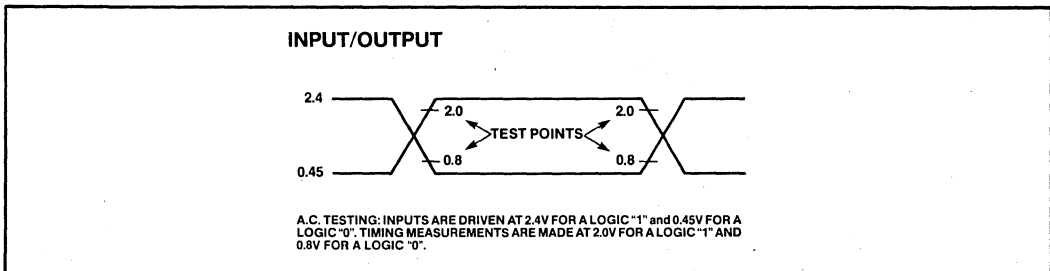 INPUT/OUTPUT
2.4
2.0
2.0
TEST POINTS
0.8
0.8
0.45
A.C. TESTING: INPUTS ARE DRIVEN AT 2.4V FOR A LOGIC "1" and 0.45V FOR A
LOGIC "0". TIMING MEASUREMENTS ARE MADE AT 2.0V FOR A LOGIC "1" AND
0.8V FOR A LOGIC "0".